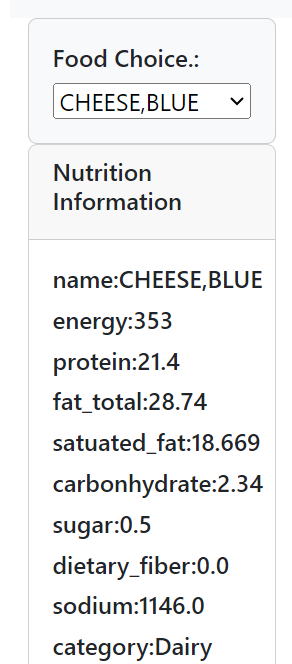 Food Choice.:
CHEESE,BLUE
Nutrition
Information
name:CHEESE,BLUE
energy:353
protein:21.4
fat_total:28.74
satuated_fat:18.669
carbonhydrate:2.34
sugar:0.5
dietary_fiber:0.0
sodium:1146.0
category:Dairy